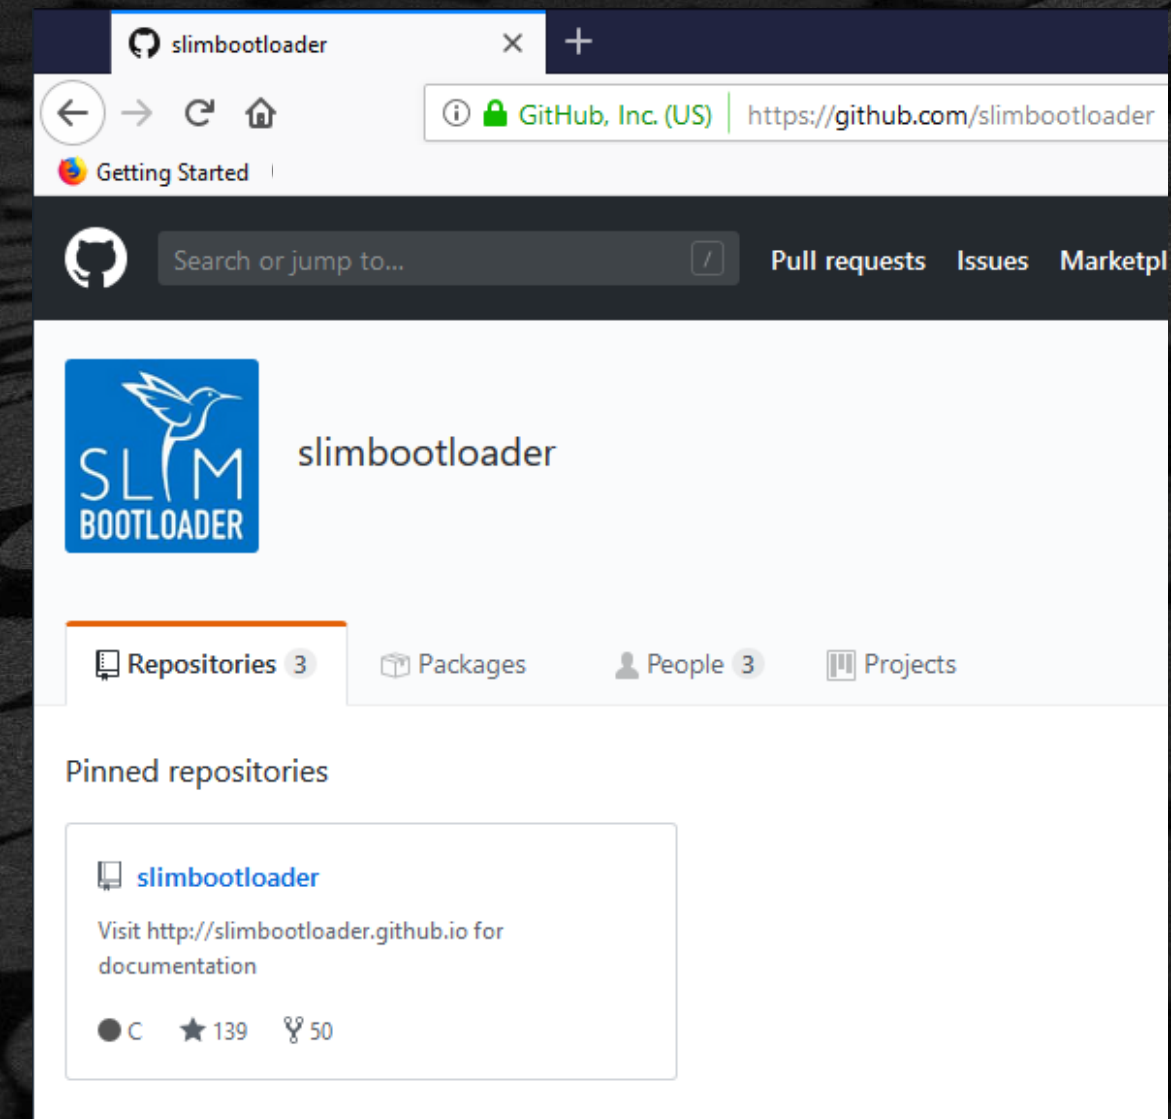 slimbootloader
GitHub, Inc. (US) https://github.com/slimbootloader
Getting Started
Search or jump to... / Pull requests Issues Marketpl
SLIM
BOOTLOADER
slimbootloader
Repositories 3 Packages People 3 Projects
Pinned repositories
slimbootloader
Visit http://slimbootloader.github.io for
documentation
C 139 50